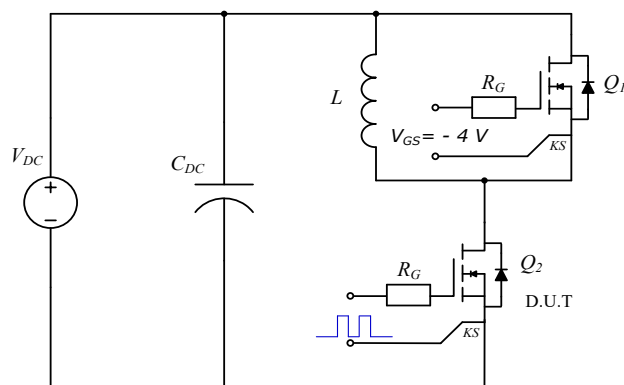 L
R_G
Q_1
V_GS = - 4 V
KS
V_DC
+
−
C_DC
R_G
Q_2
D.U.T
KS